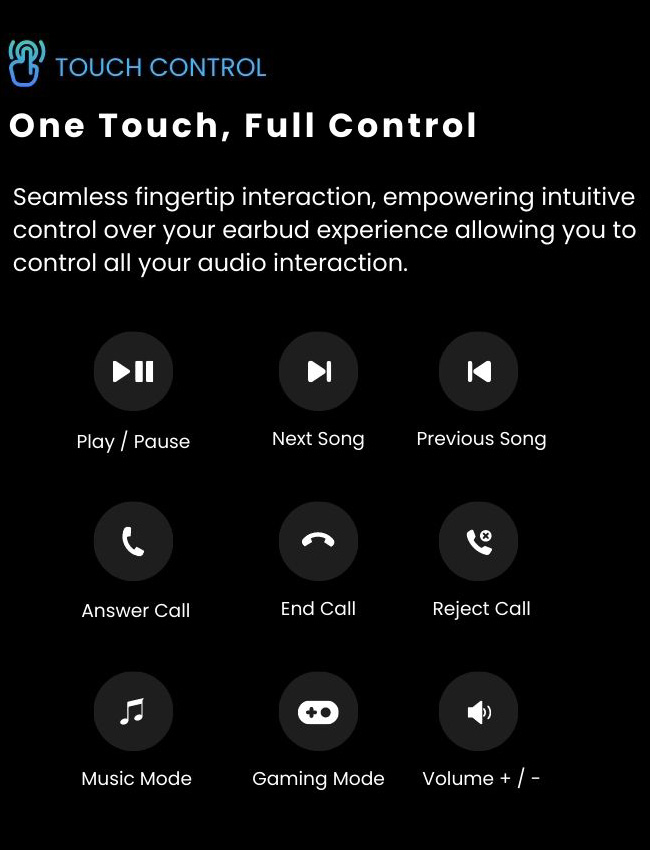 TOUCH CONTROL
One Touch, Full Control
Seamless fingertip interaction, empowering intuitive
control over your earbud experience allowing you to
control all your audio interaction.
Play / Pause
Next Song
Previous Song
Answer Call
End Call
Reject Call
Music Mode
Gaming Mode
Volume + / -